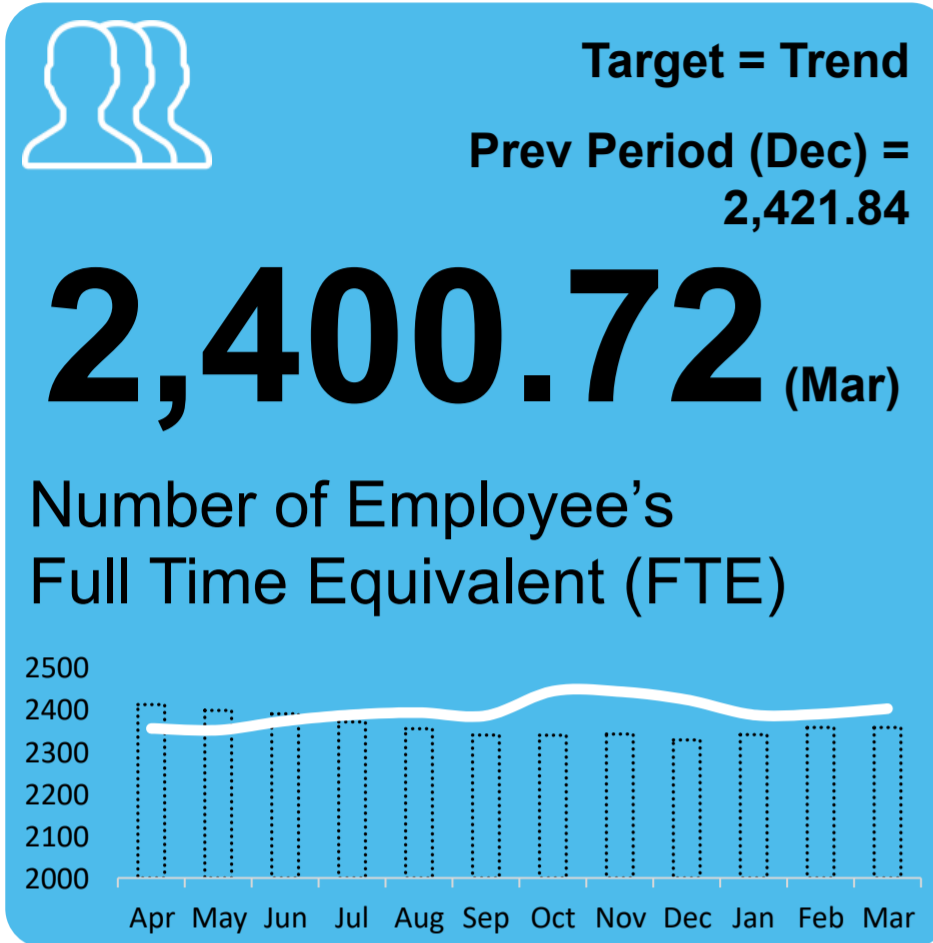 Target = Trend
Prev Period (Dec) =
2,421.84
2,400.72 (Mar)
Number of Employee’s
Full Time Equivalent (FTE)
2500
2400
2300
2200
2100
2000
Apr May Jun Jul Aug Sep Oct Nov Dec Jan Feb Mar